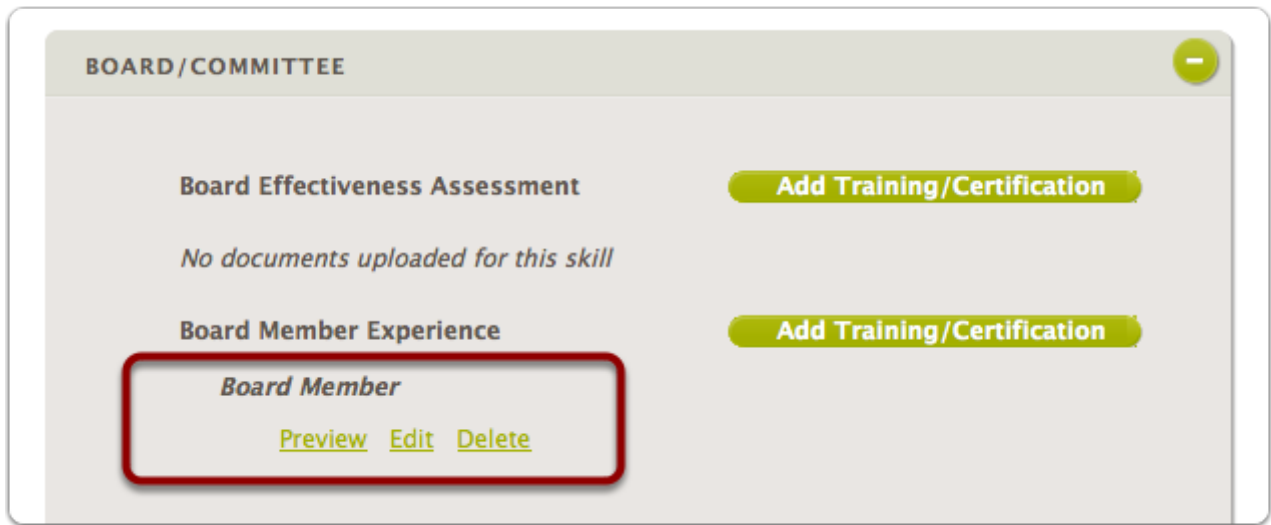 BOARD/COMMITTEE
Board Effectiveness Assessment Add Training/Certification
No documents uploaded for this skill
Board Member Experience Add Training/Certification
Board Member
Preview Edit Delete